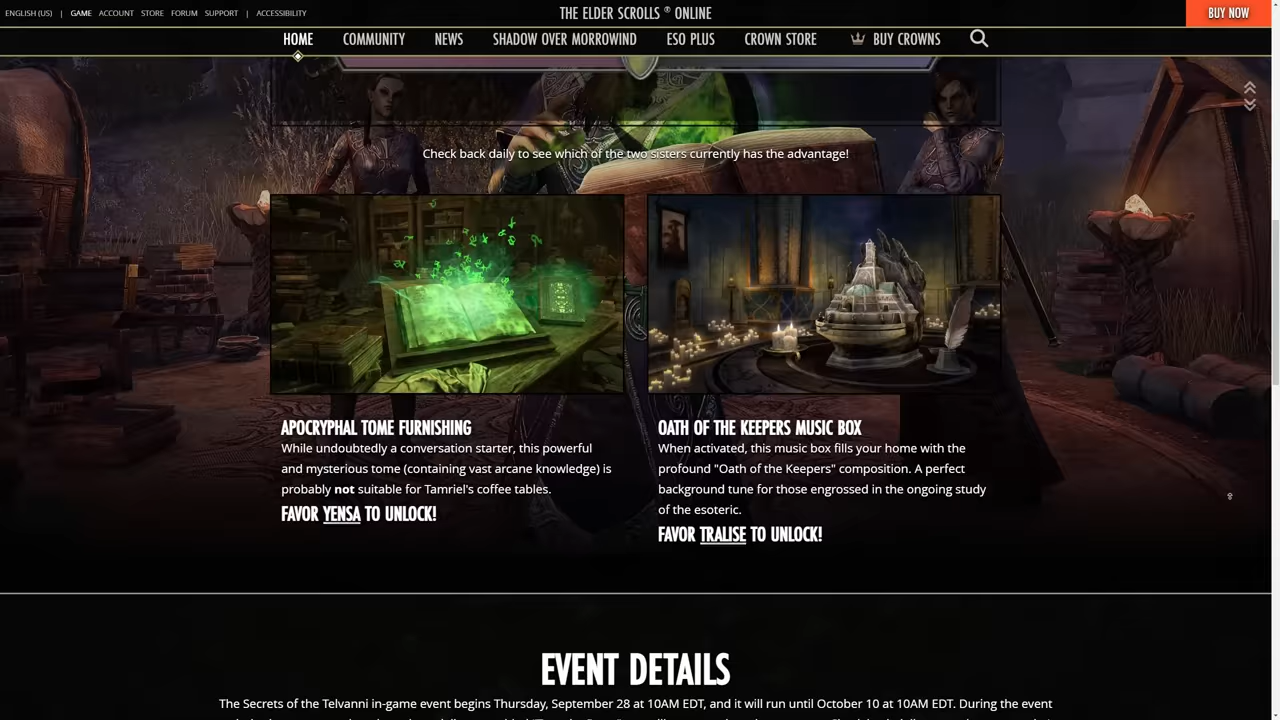 ENGLISH (US) | GAME ACCOUNT STORE FORUM SUPPORT | ACCESSIBILITY
THE ELDER SCROLLS ® ONLINE
BUY NOW
HOME COMMUNITY NEWS SHADOW OVER MORROWIND ESO PLUS CROWN STORE BUY CROWNS
Check back daily to see which of the two sisters currently has the advantage!
APOCRYPHAL TOME FURNISHING
While undoubtedly a conversation starter, this powerful
and mysterious tome (containing vast arcane knowledge) is
probably not suitable for Tamriel's coffee tables.
FAVOR YENSA TO UNLOCK!
OATH OF THE KEEPERS MUSIC BOX
When activated, this music box fills your home with the
profound "Oath of the Keepers" composition. A perfect
background tune for those engrossed in the ongoing study
of the esoteric.
FAVOR TRALISE TO UNLOCK!
EVENT DETAILS
The Secrets of the Telvanni in-game event begins Thursday, September 28 at 10AM EDT, and it will run until October 10 at 10AM EDT. During the event